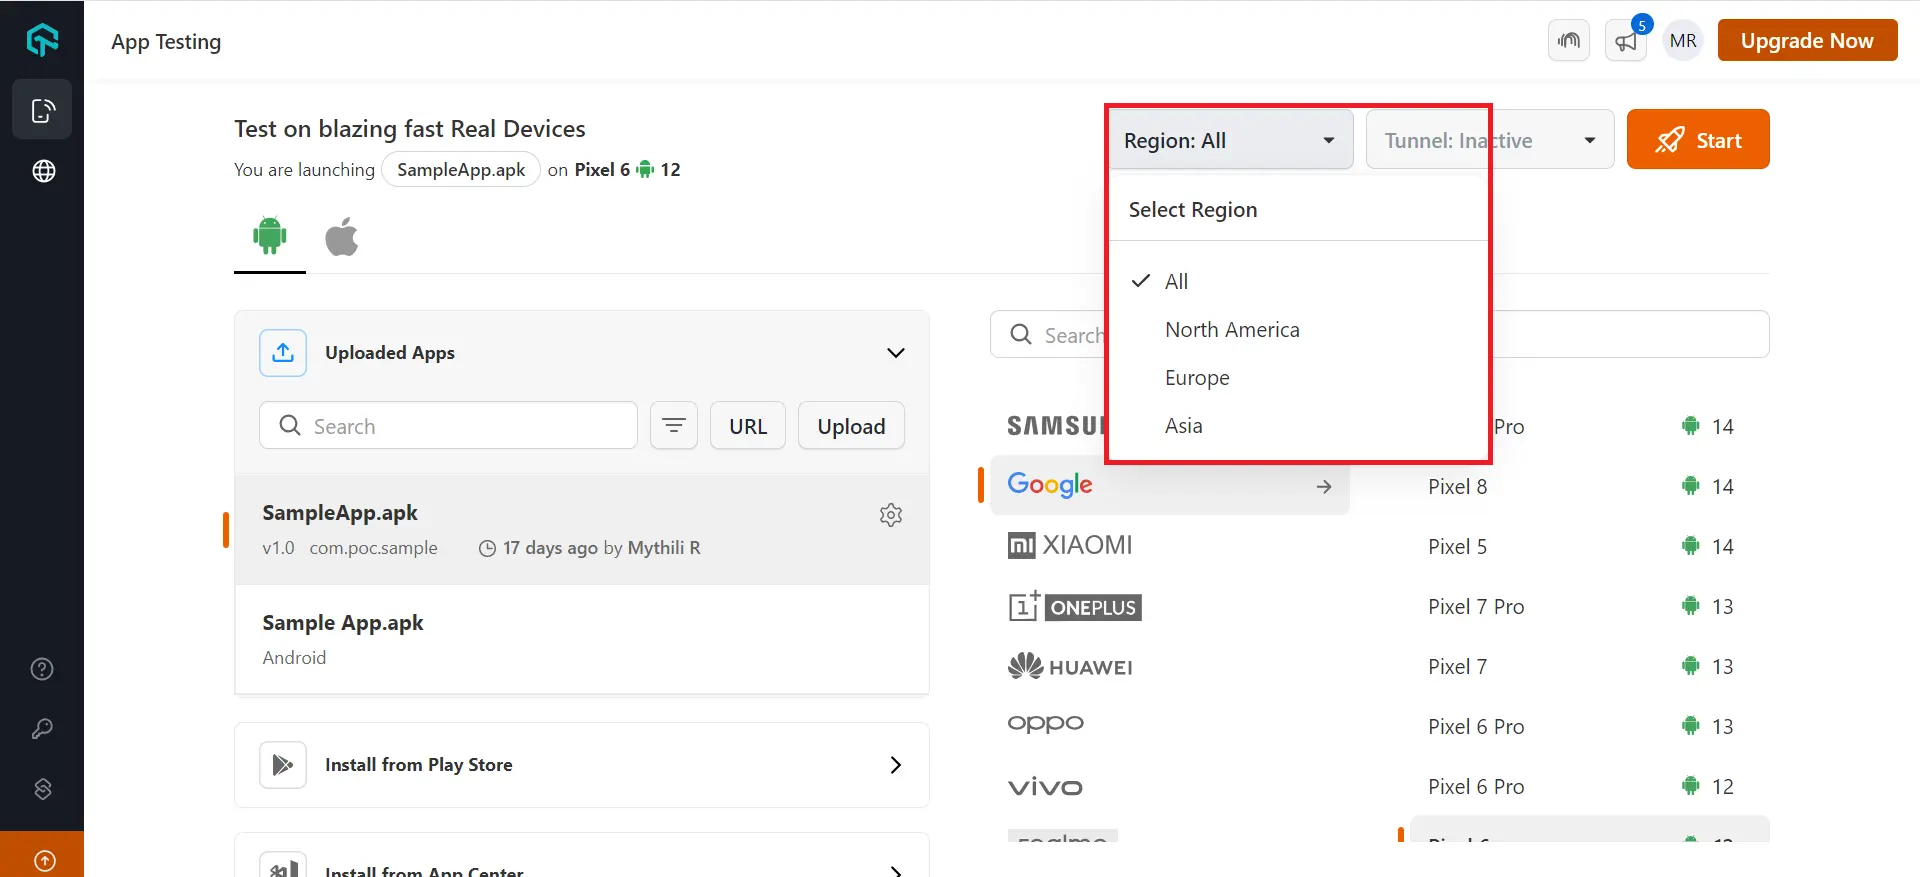 App Testing
5
MR
Upgrade Now
Test on blazing fast Real Devices
You are launching SampleApp.apk on Pixel 6 12
Region: All
Tunnel: Inactive
Start
Select Region
All
North America
Europe
Asia
Uploaded Apps
Search
URL
Upload
SampleApp.apk
v1.0 com.poc.sample 17 days ago by Mythili R
Sample App.apk
Android
Install from Play Store
Install from App Center
Search
SAMSU
Google
XIAOMI
ONEPLUS
HUAWEI
oppo
vivo
realme
Pro 14
Pixel 8 14
Pixel 5 14
Pixel 7 Pro 13
Pixel 7 13
Pixel 6 Pro 13
Pixel 6 Pro 12
Pixel 6 12